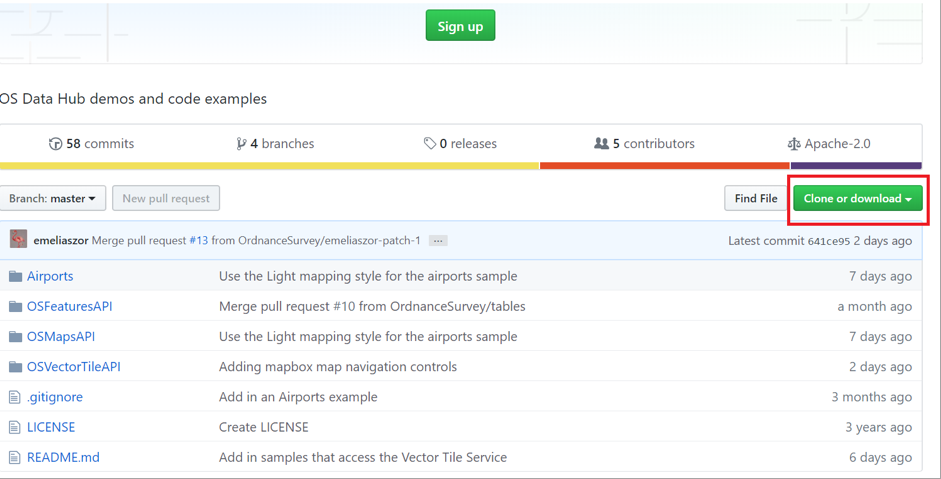 Sign up
OS Data Hub demos and code examples
58 commits 4 branches 0 releases 5 contributors Apache-2.0
Branch: master New pull request Find File Clone or download
emeliaszor Merge pull request #13 from OrdnanceSurvey/emeliaszor-patch-1 ... Latest commit 641ce95 2 days ago
Airports Use the Light mapping style for the airports sample 7 days ago
OSFeaturesAPI Merge pull request #10 from OrdnanceSurvey/tables a month ago
OSMapsAPI Use the Light mapping style for the airports sample 7 days ago
OSVectorTileAPI Adding mapbox map navigation controls 2 days ago
.gitignore Add in an Airports example 3 months ago
LICENSE Create LICENSE 3 years ago
README.md Add in samples that access the Vector Tile Service 6 days ago